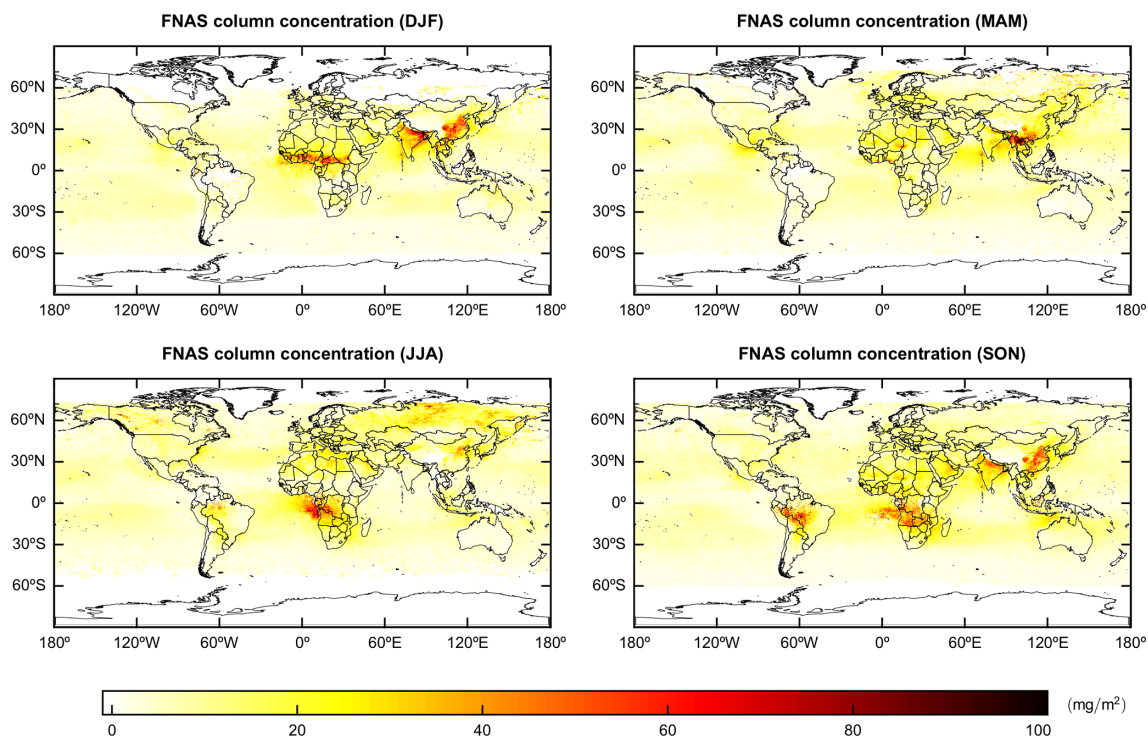 FNAS column concentration (DJF)
60ºN
30ºN
0º
30ºS
60ºS
180º 120ºW 60ºW 0º 60ºE 120ºE 180º
FNAS column concentration (MAM)
60ºN
30ºN
0º
30ºS
60ºS
180º 120ºW 60ºW 0º 60ºE 120ºE 180º
FNAS column concentration (JJA)
60ºN
30ºN
0º
30ºS
60ºS
180º 120ºW 60ºW 0º 60ºE 120ºE 180º
FNAS column concentration (SON)
60ºN
30ºN
0º
30ºS
60ºS
180º 120ºW 60ºW 0º 60ºE 120ºE 180º
(mg/m²)
0 20 40 60 80 100